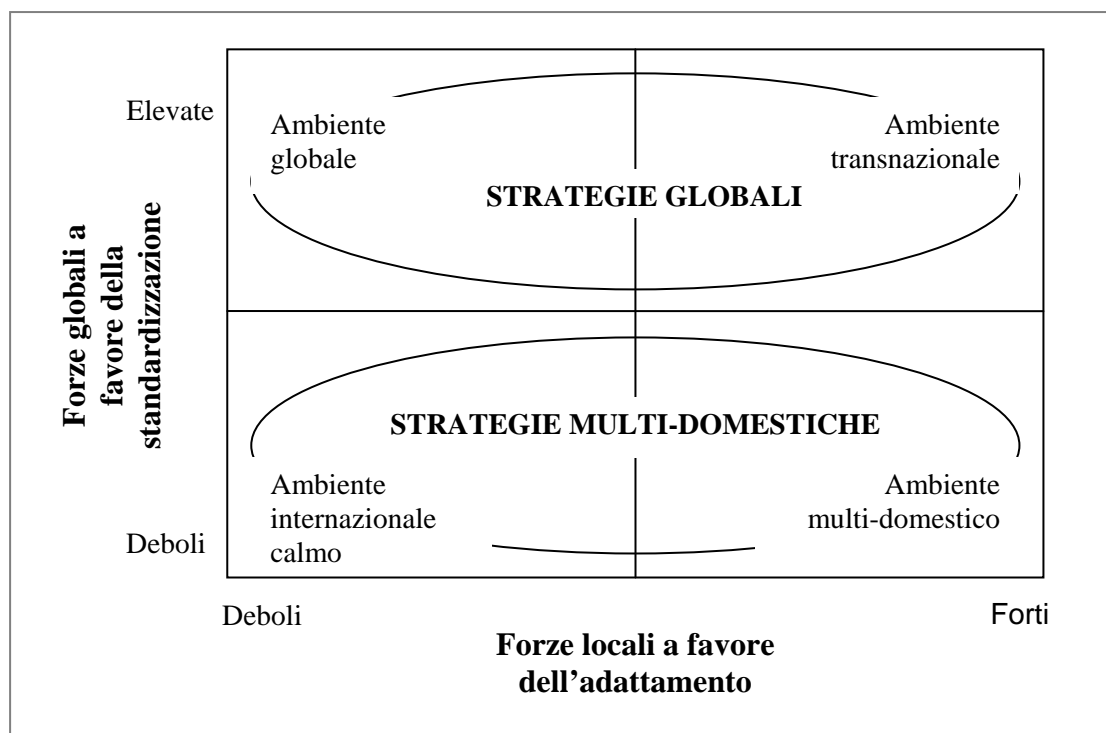 Elevate
Ambiente
globale
Ambiente
transnazionale
STRATEGIE GLOBALI
Forze globali a
favore della
standardizzazione
STRATEGIE MULTI-DOMESTICHE
Ambiente
internazionale
calmo
Ambiente
multi-domestico
Deboli
Deboli
Forti
Forze locali a favore
dell’adattamento